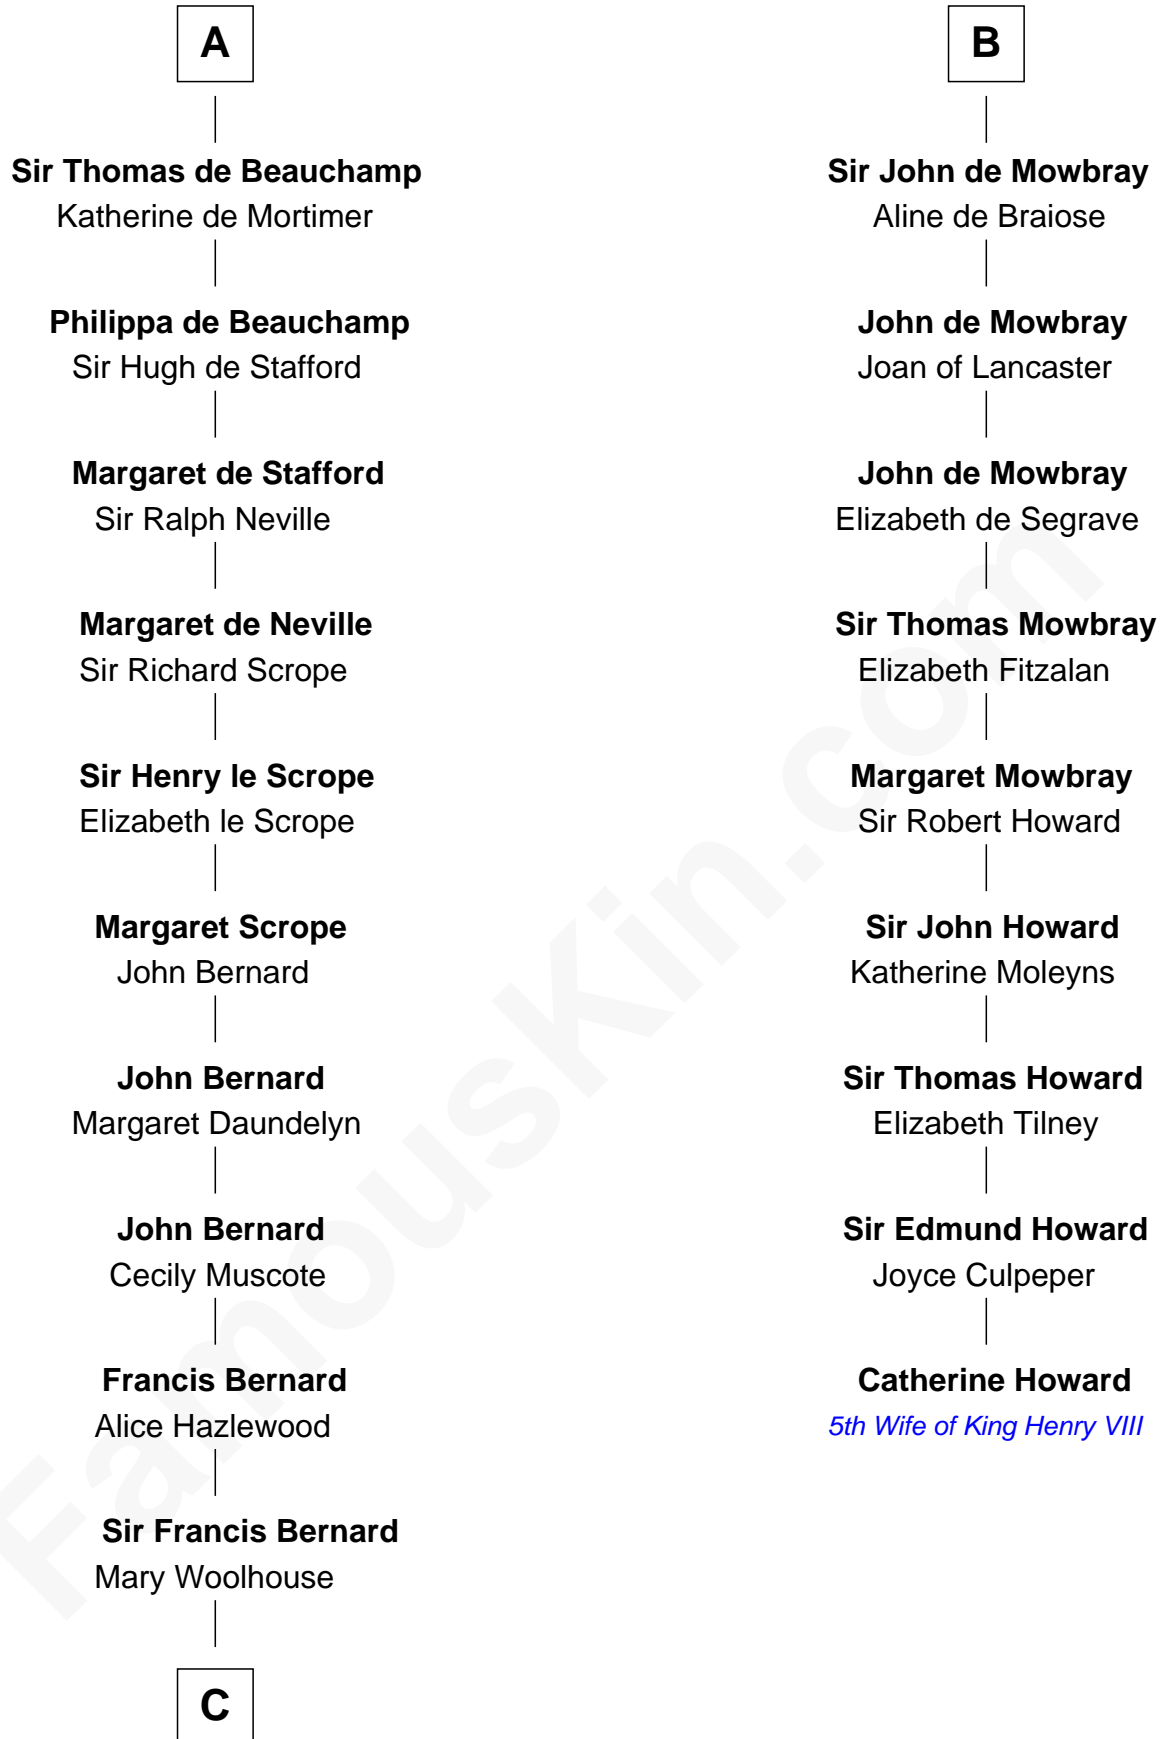 A
Sir Thomas de Beauchamp
Katherine de Mortimer
Philippa de Beauchamp
Sir Hugh de Stafford
Margaret de Stafford
Sir Ralph Neville
Margaret de Neville
Sir Richard Scrope
Sir Henry le Scrope
Elizabeth le Scrope
Margaret Scrope
John Bernard
John Bernard
Margaret Daundelyn
John Bernard
Cecily Muscote
Francis Bernard
Alice Hazlewood
Sir Francis Bernard
Mary Woolhouse
C
B
Sir John de Mowbray
Aline de Braiose
John de Mowbray
Joan of Lancaster
John de Mowbray
Elizabeth de Segrave
Sir Thomas Mowbray
Elizabeth Fitzalan
Margaret Mowbray
Sir Robert Howard
Sir John Howard
Katherine Moleyns
Sir Thomas Howard
Elizabeth Tilney
Sir Edmund Howard
Joyce Culpeper
Catherine Howard
5th Wife of King Henry VIII
FamousKin.com